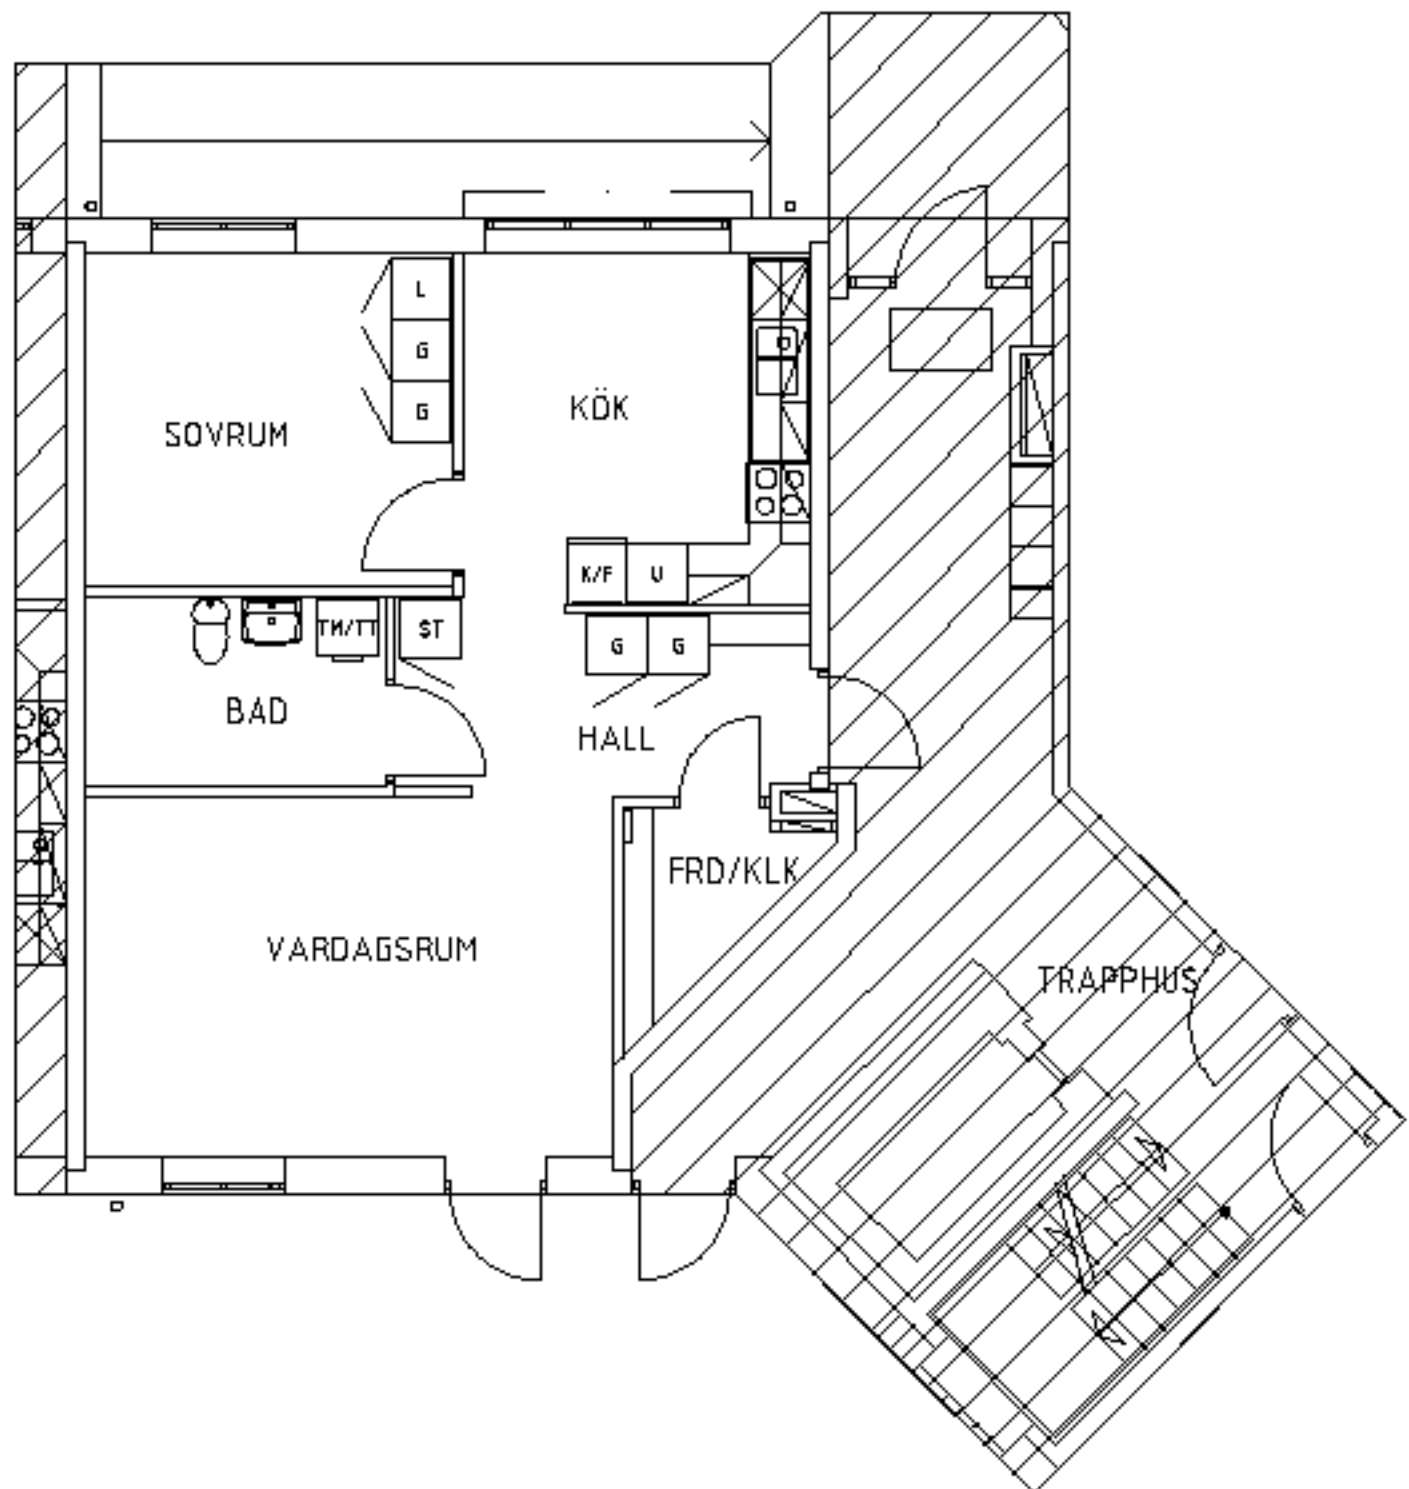 L
G
G
KÖK
SOVRUM
K/F
U
TM/TT
ST
G
G
BAD
HALL
FRD/KLK
VARDAGSRUM
TRAPPHUS